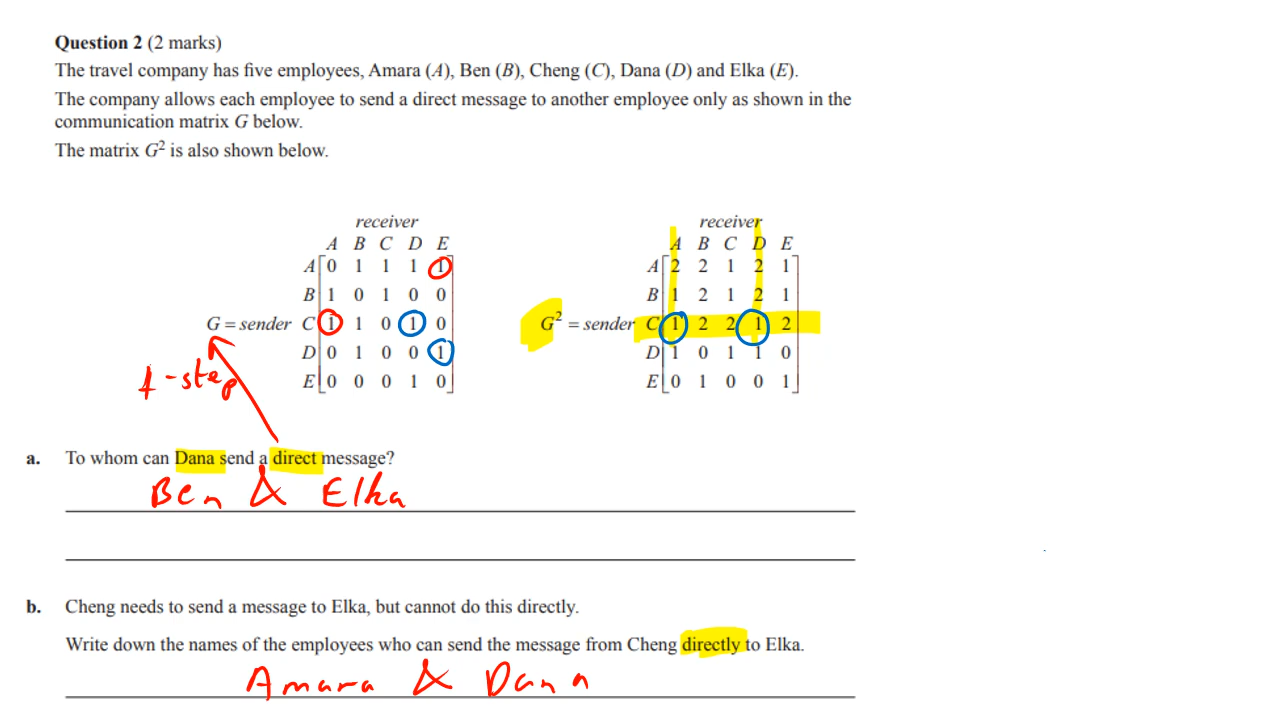 Question 2 (2 marks)
The travel company has five employees, Amara (A), Ben (B), Cheng (C), Dana (D) and Elka (E).
The company allows each employee to send a direct message to another employee only as shown in the
communication matrix G below.
The matrix G² is also shown below.
receiver
A B C D E
A 0 1 1 1 1
B 1 0 1 0 0
G = sender C 1 1 0 1 0
D 0 1 0 0 1
E 0 0 0 1 0
receiver
A B C D E
A 2 2 1 2 1
B 1 2 1 2 1
G² = sender C 1 2 2 1 2
D 1 0 1 1 0
E 0 1 0 0 1
1-step
a. To whom can Dana send a direct message?
Ben & Elka
b. Cheng needs to send a message to Elka, but cannot do this directly.
Write down the names of the employees who can send the message from Cheng directly to Elka.
Amara & Dana